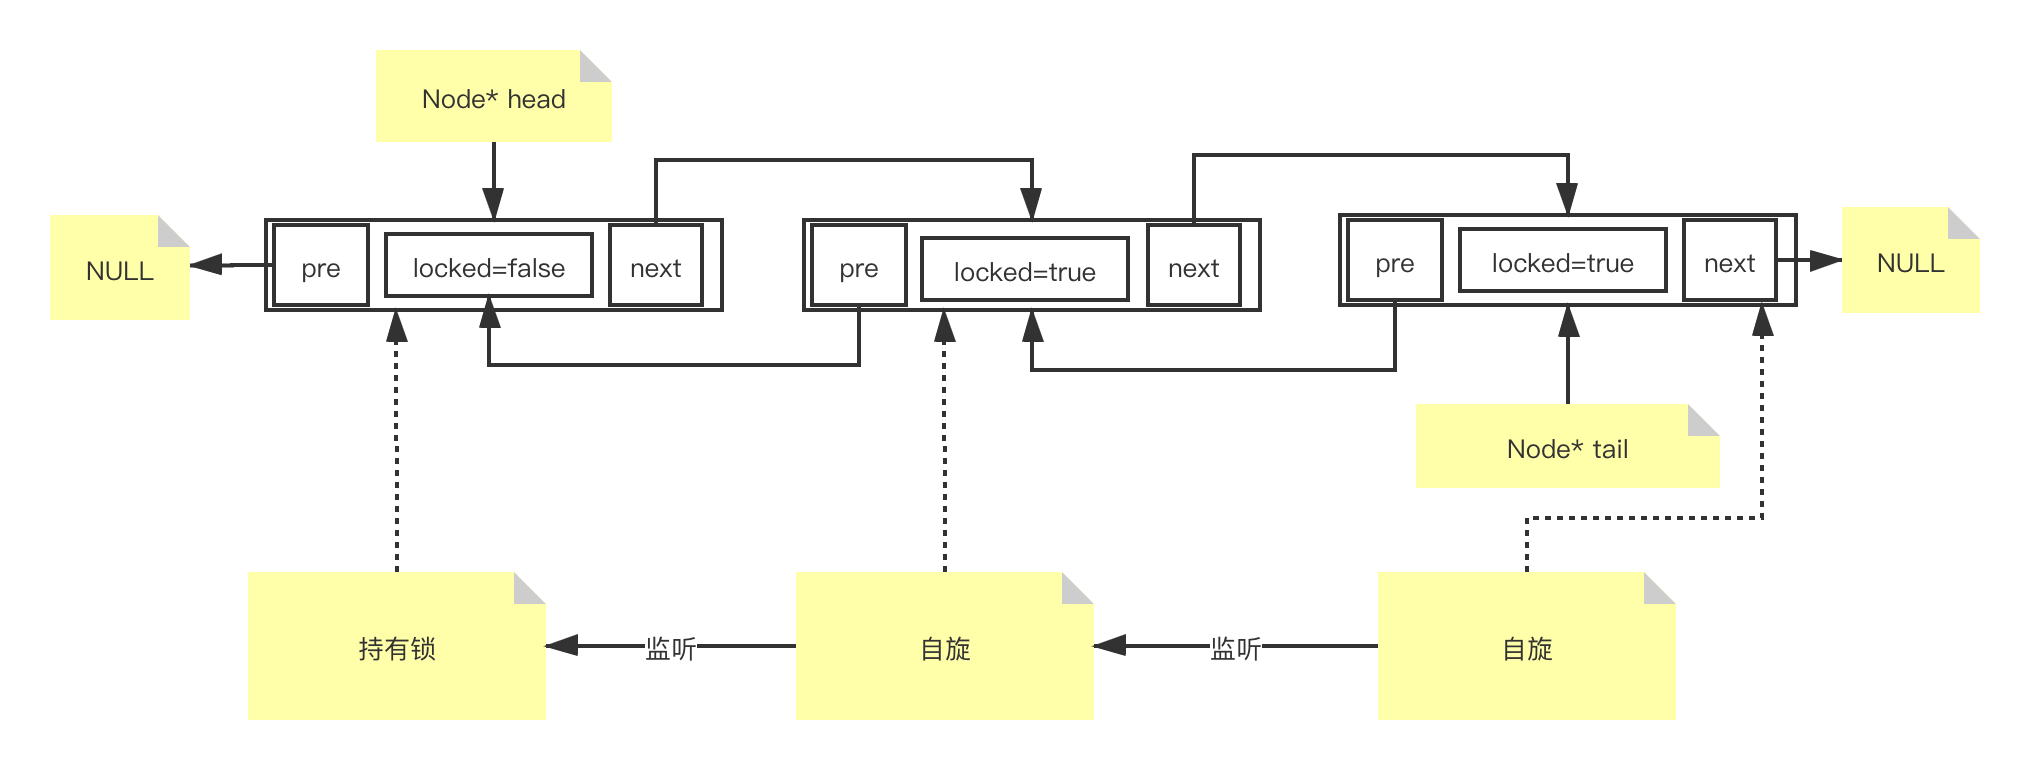 Node* head
NULL
pre
locked=false
next
pre
locked=true
next
pre
locked=true
next
NULL
Node* tail
持有锁
监听
自旋
监听
自旋